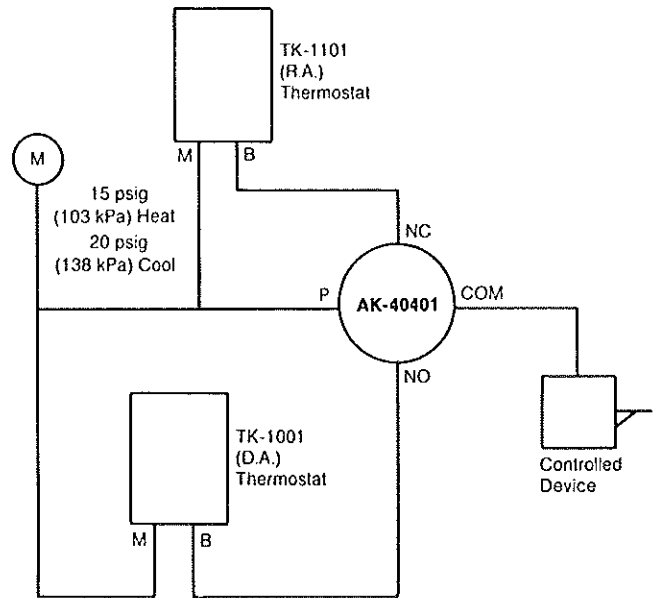 TK-1101
(R.A.)
Thermostat
M
B
M
15 psig
(103 kPa) Heat
20 psig
(138 kPa) Cool
NC
P
AK-40401
COM
NO
TK-1001
(D.A.)
Thermostat
M
B
Controlled
Device